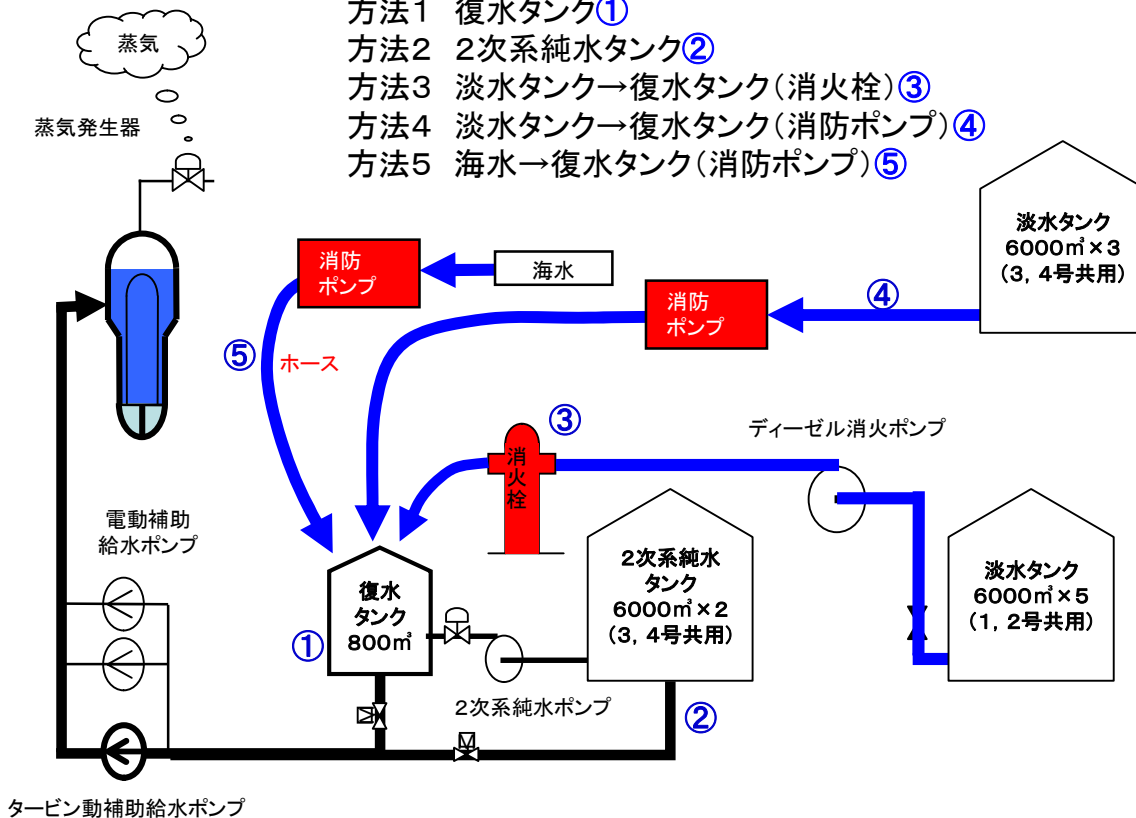 方法1 復水タンク①
方法2 2次系純水タンク②
方法3 淡水タンク→復水タンク(消火栓)③
方法4 淡水タンク→復水タンク(消防ポンプ)④
方法5 海水→復水タンク(消防ポンプ)⑤
蒸気
蒸気発生器
淡水タンク
6000㎥×3
(3, 4号共用)
消防
ポンプ
海水
消防
ポンプ
④
⑤
ホース
③
消火栓
ディーゼル消火ポンプ
電動補助
給水ポンプ
復水
タンク
800㎥
①
2次系純水
タンク
6000㎥×2
(3, 4号共用)
淡水タンク
6000㎥×5
(1, 2号共用)
2次系純水ポンプ
②
タービン動補助給水ポンプ